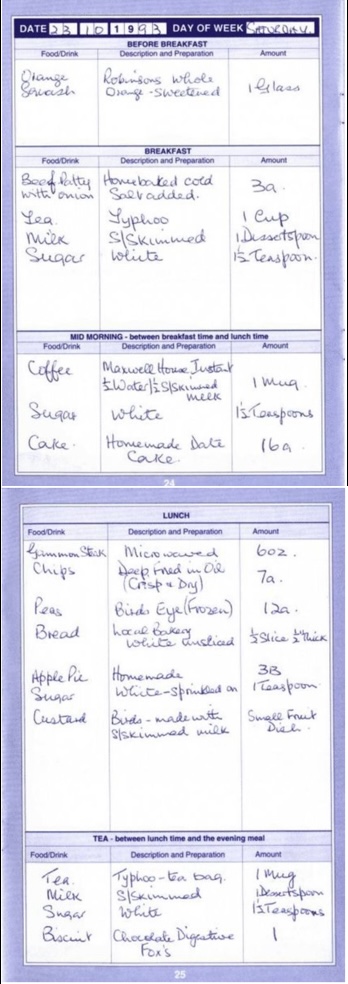 DATE 23 10 1993 DAY OF WEEK SATURDAY.
BEFORE BREAKFAST
Food/Drink Description and Preparation Amount
Orange Robinsons Whole
Squash Orange - Sweetened 1 Glass
BREAKFAST
Food/Drink Description and Preparation Amount
Beef Patty Homebaked cold 3a.
with onion Salt added.
Tea. Typhoo 1 Cup
Milk S/Skimmed 1 Dessertspoon
Sugar White 1½ Teaspoon.
MID MORNING - between breakfast time and lunch time
Food/Drink Description and Preparation Amount
Coffee Maxwell House Instant
½ Water/½ S/Skimmed 1 Mug.
milk
Sugar White 1½ Teaspoons
Cake. Homemade Date 16a.
Cake.
24
LUNCH
Food/Drink Description and Preparation Amount
Gammon Steak Microwaved 6oz.
Chips Deep Fried in Oil 7a.
(Crisp & Dry)
Peas Birds Eye (Frozen) 12a.
Bread Local Bakery ½ Slice ½" Thick
White unsliced
Apple Pie Homemade 3B
Sugar White - Sprinkled on 1 Teaspoon
Custard Birds - made with Small Fruit
S/Skimmed milk Dish.
TEA - between lunch time and the evening meal
Food/Drink Description and Preparation Amount
Tea. Typhoo - tea bag. 1 Mug
Milk S/Skimmed 1 Dessertspoon
Sugar White 1½ Teaspoons
Biscuit Chocolate Digestive 1
Fox's
25